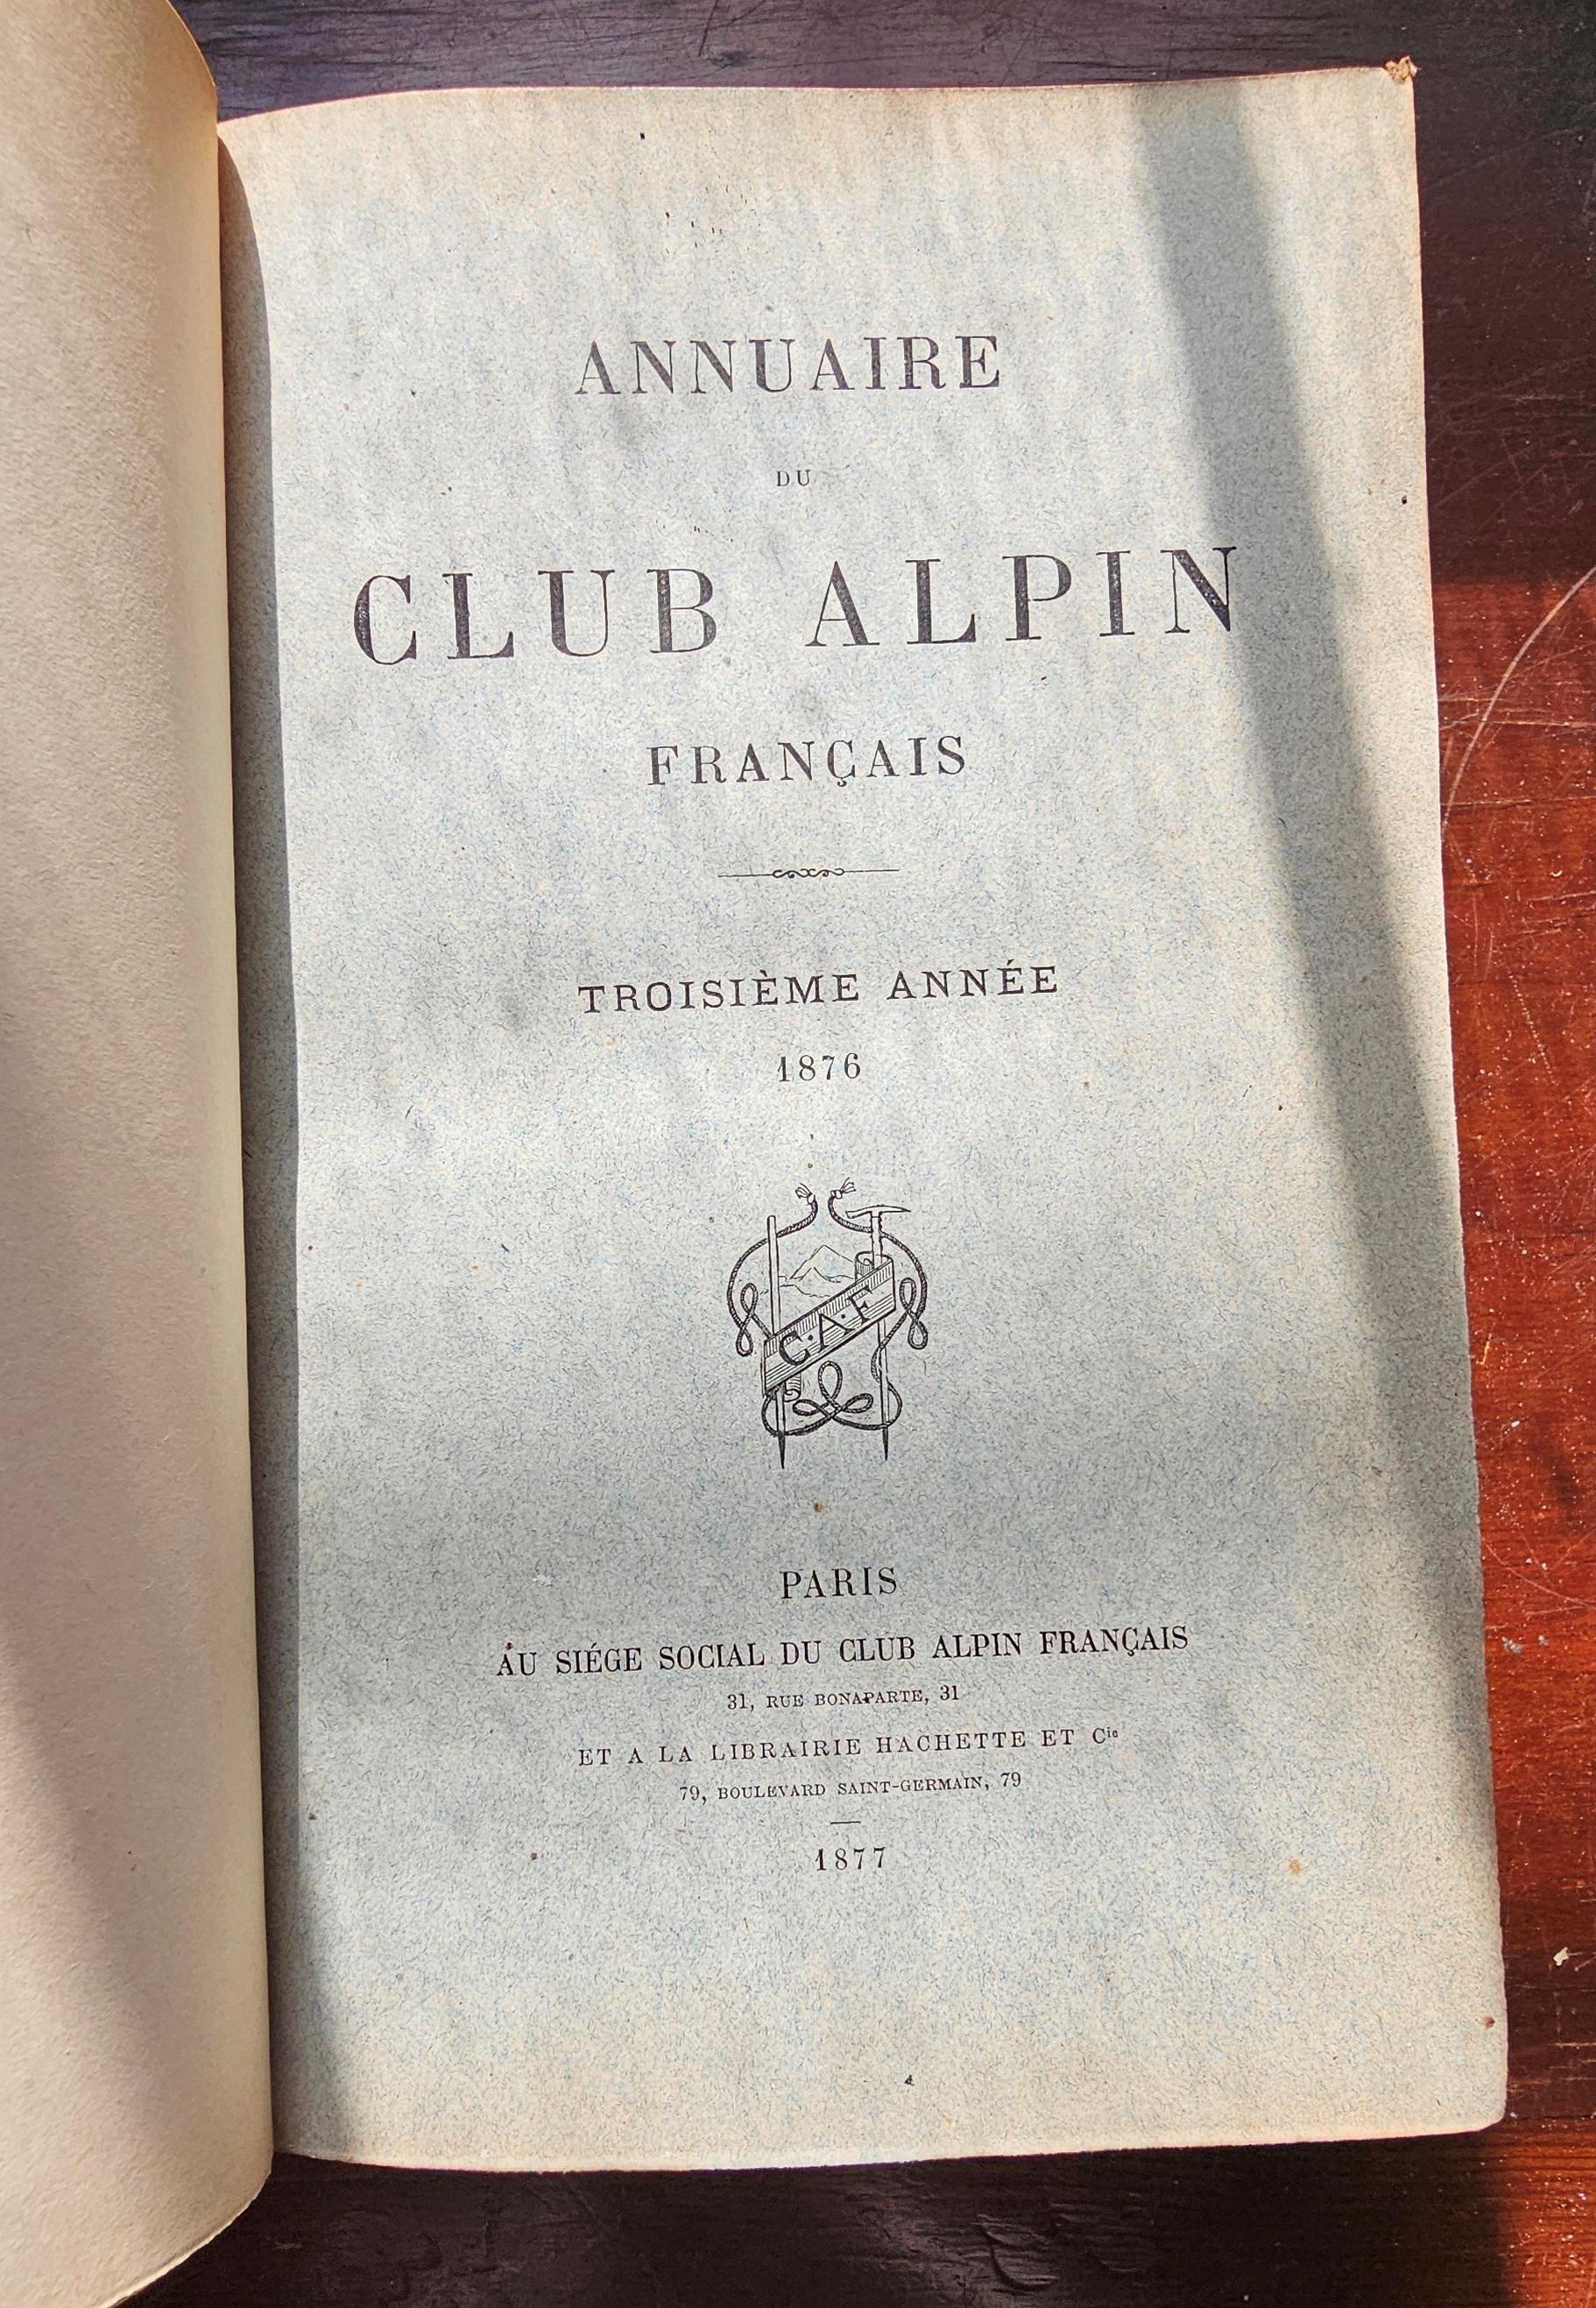 ANNUAIRE
DU
CLUB ALPIN
FRANÇAIS
TROISIÈME ANNÉE
1876
C·A·F
PARIS
AU SIÉGE SOCIAL DU CLUB ALPIN FRANÇAIS
31, RUE BONAPARTE, 31
ET A LA LIBRAIRIE HACHETTE ET Cie
79, BOULEVARD SAINT-GERMAIN, 79
1877